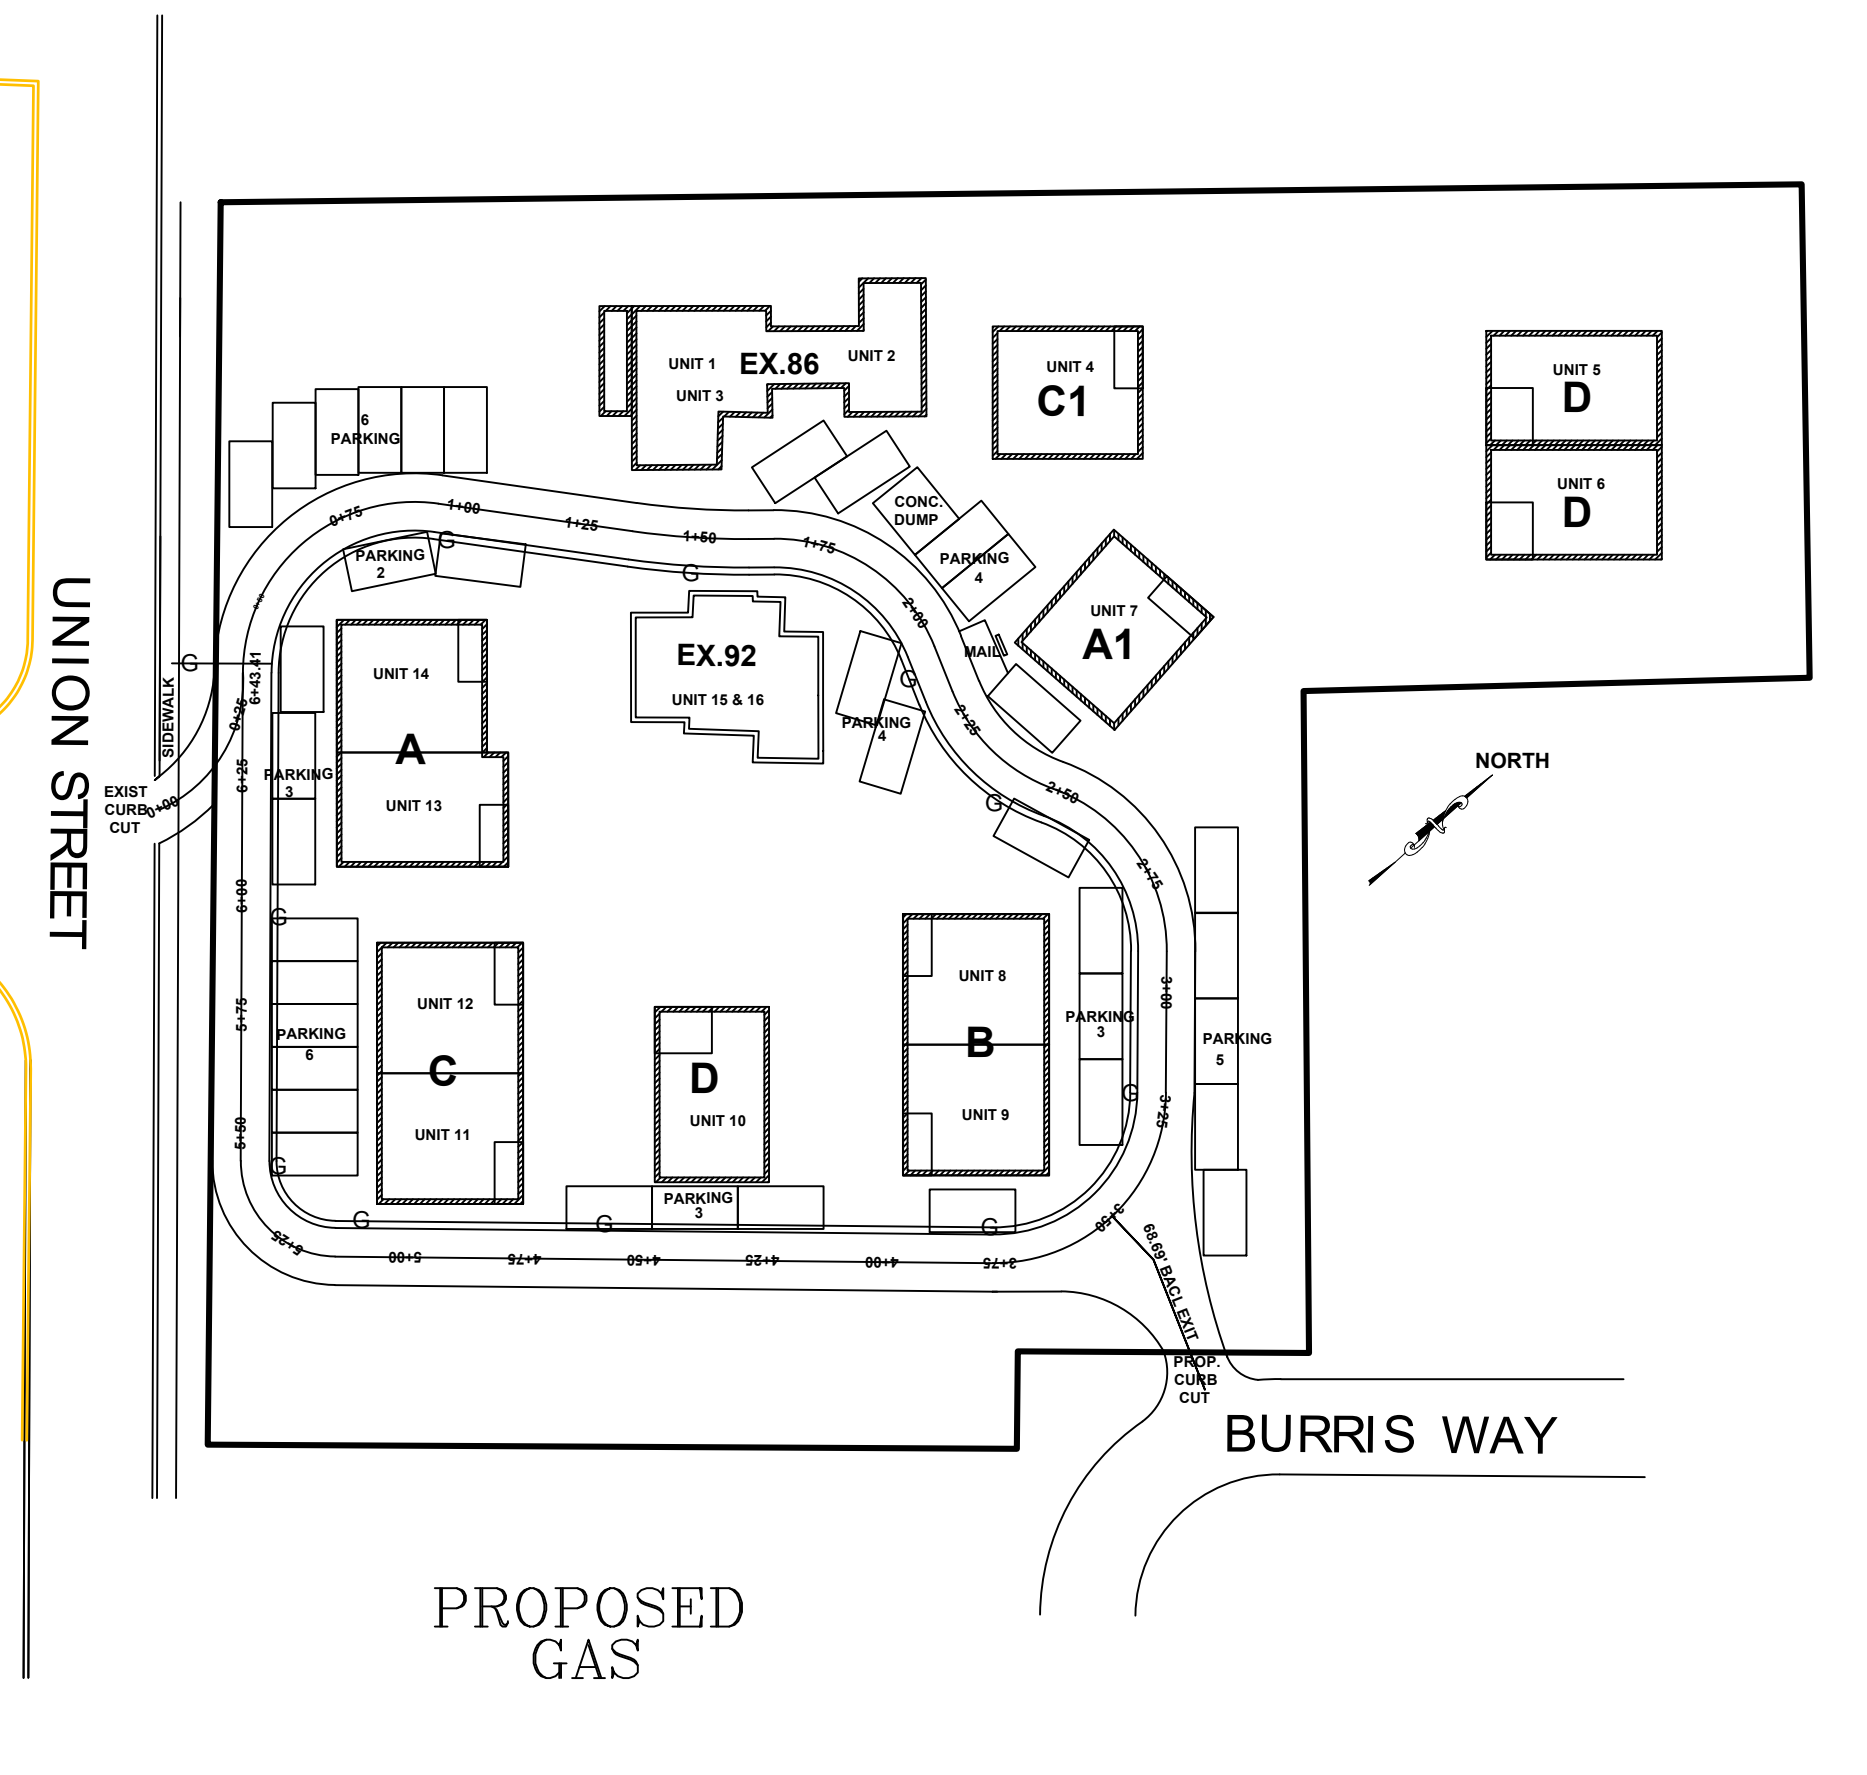 UNIT 1
EX.86
UNIT 2
UNIT 3
UNIT 4
C1
UNIT 5
D
UNIT 6
D
6
PARKING
CONC.
DUMP
PARKING
4
0+75
1+00
1+25
1+50
1+75
2+00
2+25
2+50
2+75
3+00
3+25
3+50
3+75
4+00
4+25
4+50
4+75
5+00
5+25
5+50
5+75
6+00
6+25
6+43.41
0+00
0+25
0+50
PARKING
2
G
G
G
G
G
G
G
G
G
G
G
G
UNIT 7
A1
MAIL
EX.92
UNIT 15 & 16
PARKING
4
UNIT 14
A
UNIT 13
PARKING
3
SIDEWALK
EXIST
CURB
CUT
UNION STREET
NORTH
UNIT 12
C
UNIT 11
PARKING
6
D
UNIT 10
PARKING
3
UNIT 8
B
UNIT 9
PARKING
3
PARKING
5
68.69' BACL EXIT
PROP.
CURB
CUT
BURRIS WAY
PROPOSED
GAS